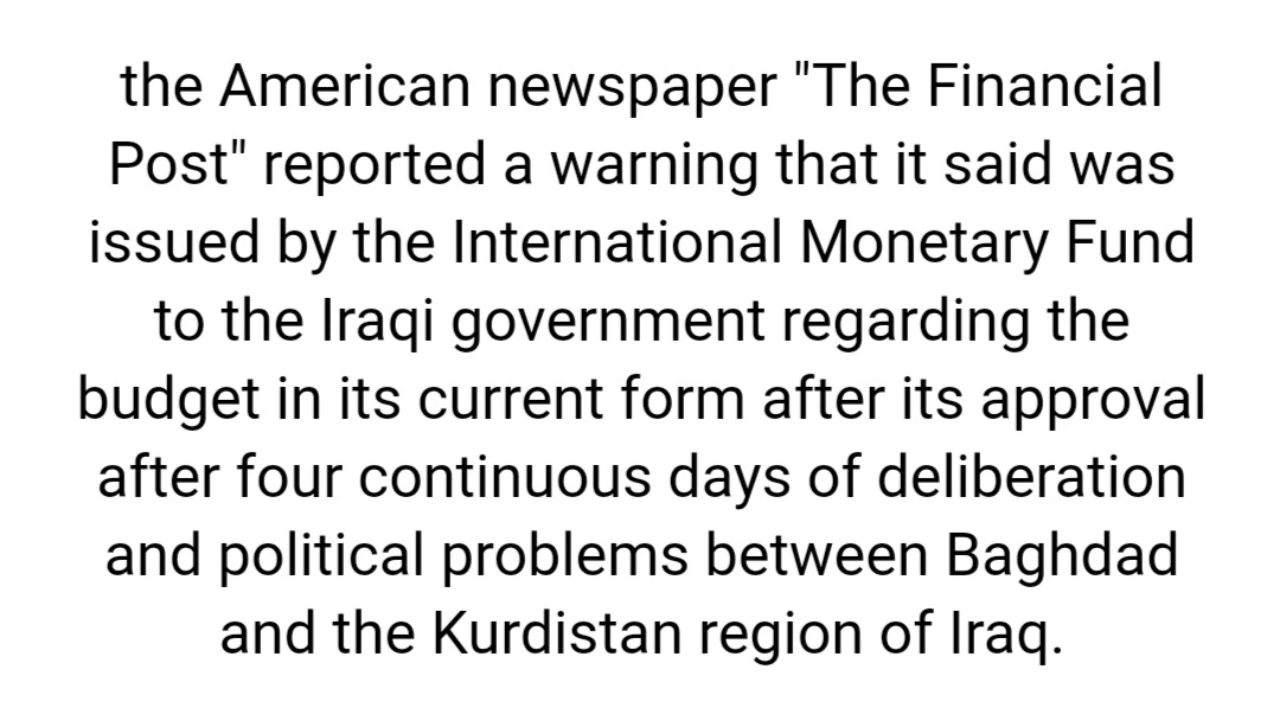 the American newspaper "The Financial
Post" reported a warning that it said was
issued by the International Monetary Fund
to the Iraqi government regarding the
budget in its current form after its approval
after four continuous days of deliberation
and political problems between Baghdad
and the Kurdistan region of Iraq.